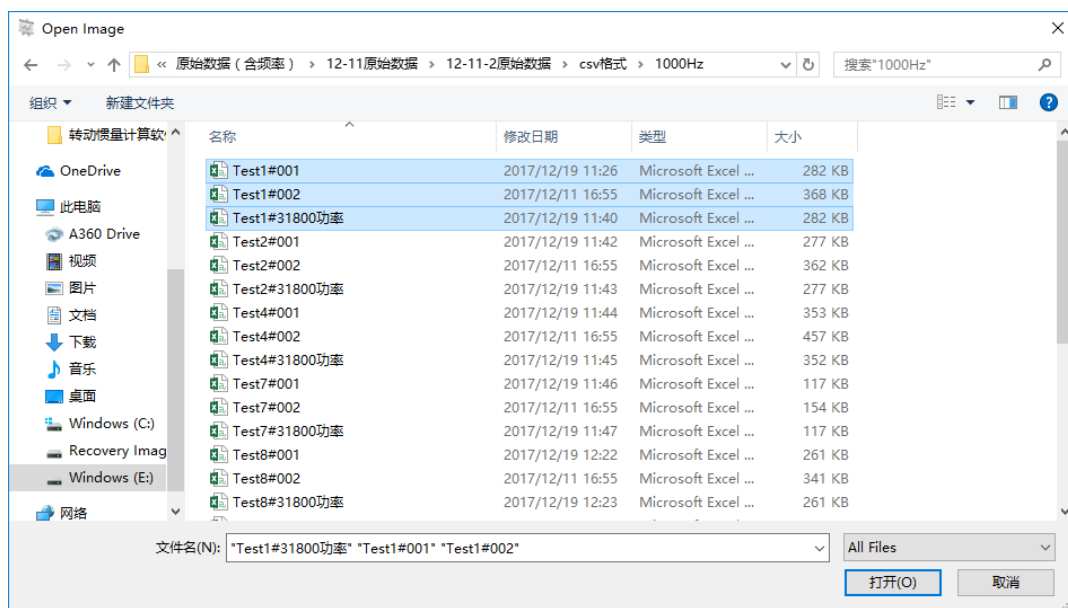 Open Image
« 原始数据（含频率） › 12-11原始数据 › 12-11-2原始数据 › csv格式 › 1000Hz 搜索"1000Hz"
组织 新建文件夹
转动惯量计算软
OneDrive
此电脑
A360 Drive
视频
图片
文档
下载
音乐
桌面
Windows (C:)
Recovery Imag
Windows (E:)
网络
名称 修改日期 类型 大小
Test1#001 2017/12/19 11:26 Microsoft Excel ... 282 KB
Test1#002 2017/12/11 16:55 Microsoft Excel ... 368 KB
Test1#31800功率 2017/12/19 11:40 Microsoft Excel ... 282 KB
Test2#001 2017/12/19 11:42 Microsoft Excel ... 277 KB
Test2#002 2017/12/11 16:55 Microsoft Excel ... 362 KB
Test2#31800功率 2017/12/19 11:43 Microsoft Excel ... 277 KB
Test4#001 2017/12/19 11:44 Microsoft Excel ... 353 KB
Test4#002 2017/12/11 16:55 Microsoft Excel ... 457 KB
Test4#31800功率 2017/12/19 11:45 Microsoft Excel ... 352 KB
Test7#001 2017/12/19 11:46 Microsoft Excel ... 117 KB
Test7#002 2017/12/11 16:55 Microsoft Excel ... 154 KB
Test7#31800功率 2017/12/19 11:47 Microsoft Excel ... 117 KB
Test8#001 2017/12/19 12:22 Microsoft Excel ... 261 KB
Test8#002 2017/12/11 16:55 Microsoft Excel ... 341 KB
Test8#31800功率 2017/12/19 12:23 Microsoft Excel ... 261 KB
文件名(N): "Test1#31800功率" "Test1#001" "Test1#002" All Files
打开(O) 取消